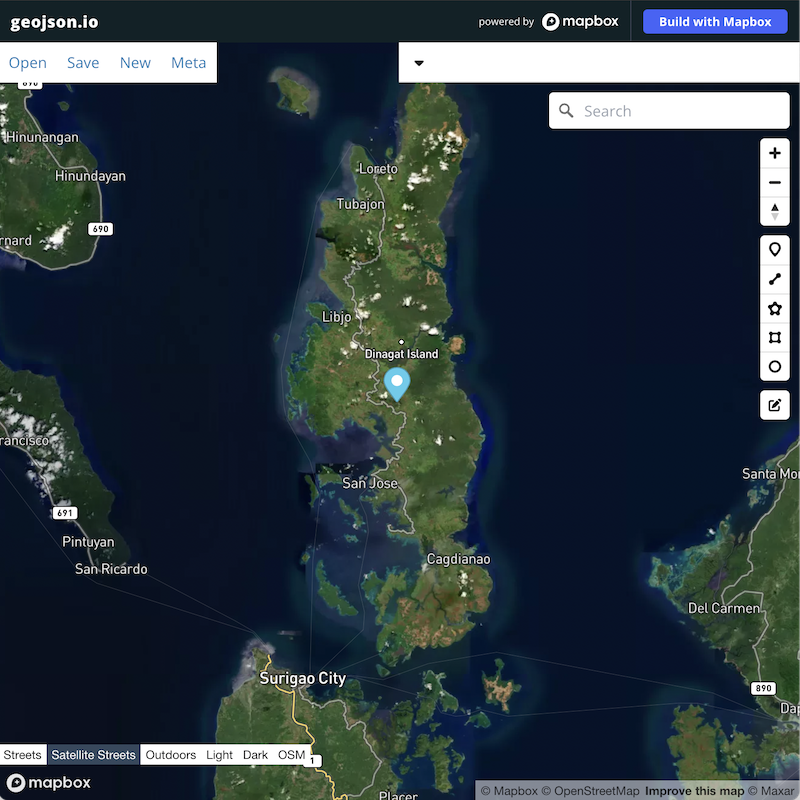 geojson.io
powered by mapbox
Build with Mapbox
Open Save New Meta
Search
890
Hinunangan
Hinundayan
690
rnard
Loreto
Tubajon
Libjo
Dinagat Island
rancisco
San Jose
Santa Mo
691
Pintuyan
San Ricardo
Cagdianao
Del Carmen
Surigao City
890
Dap
Streets Satellite Streets Outdoors Light Dark OSM
1
mapbox
Placer
© Mapbox © OpenStreetMap Improve this map © Maxar